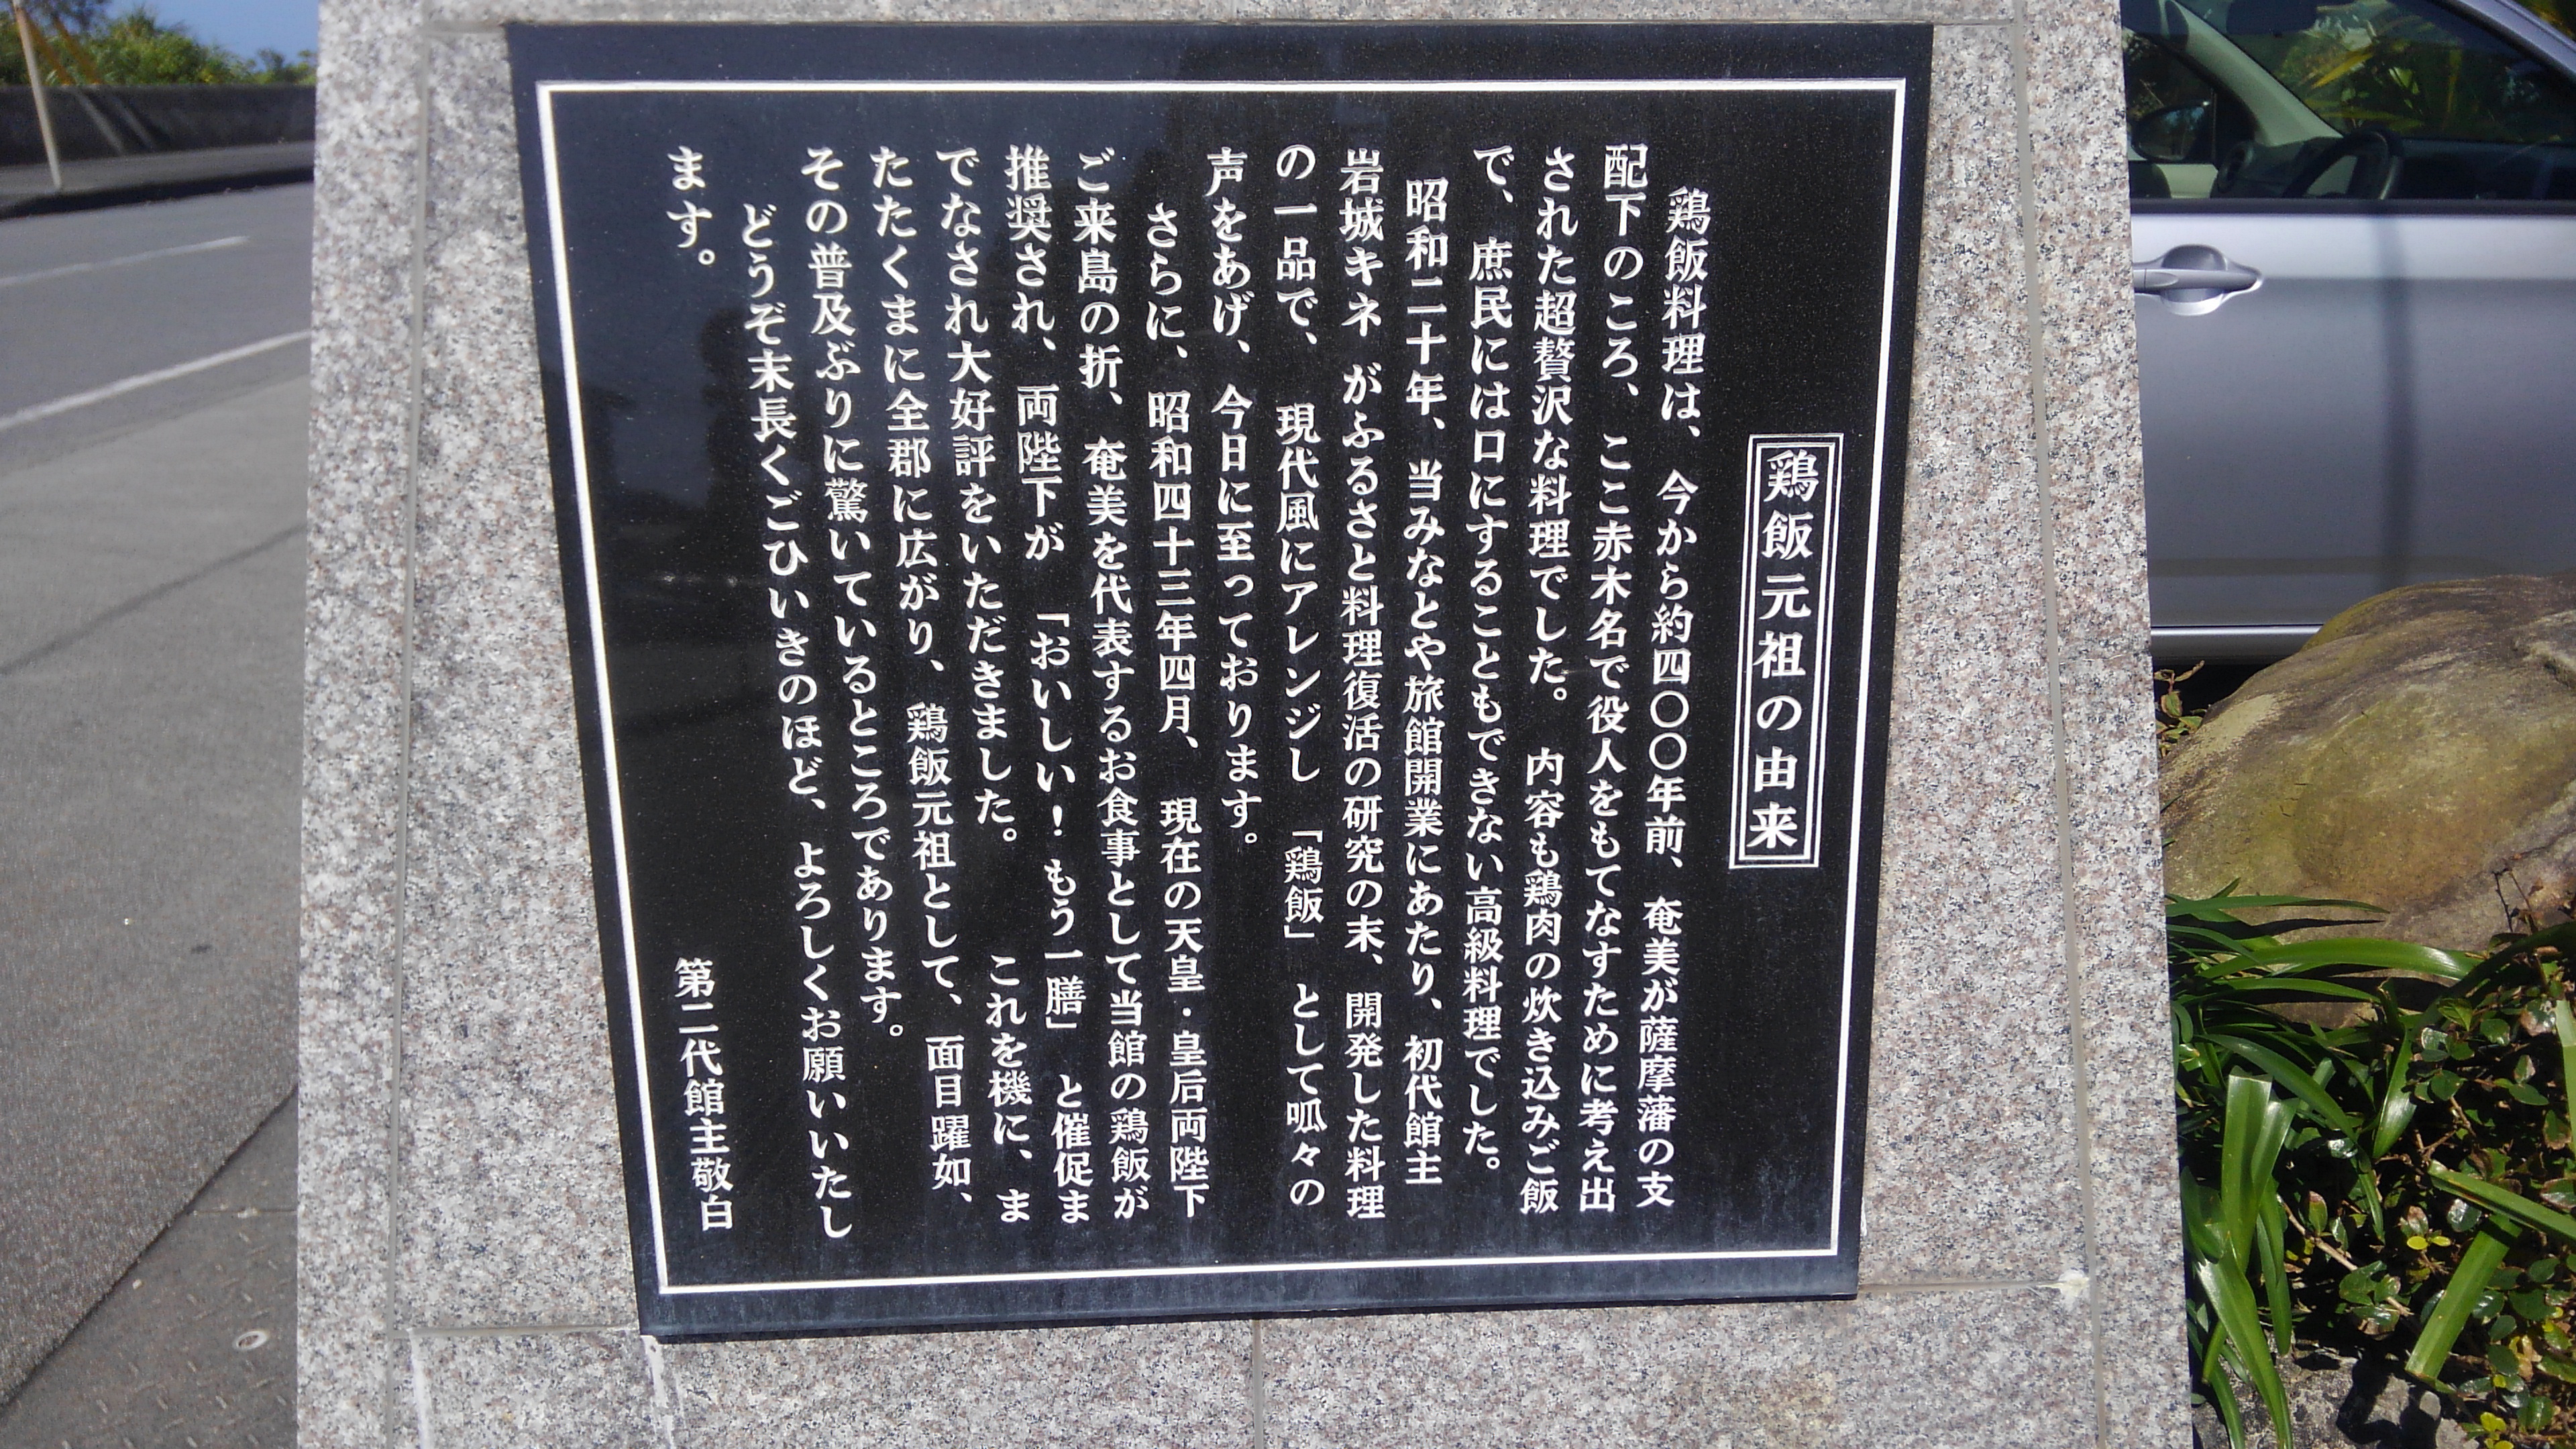 鶏飯元祖の由来
鶏飯料理は、今から約四〇〇年前、奄美が薩摩藩の支
配下のころ、ここ赤木名で役人をもてなすために考え出
された超贅沢な料理でした。内容も鶏肉の炊き込みご飯
で、庶民には口にすることもできない高級料理でした。
昭和二十年、当みなとや旅館開業にあたり、初代館主
岩城キネ がふるさと料理復活の研究の末、開発した料理
の一品で、現代風にアレンジし「鶏飯」として呱々の
声をあげ、今日に至っております。
さらに、昭和四十三年四月、現在の天皇・皇后両陛下
ご来島の折、奄美を代表するお食事として当館の鶏飯が
推奨され、両陛下が「おいしい！もう一膳」と催促ま
でなされ大好評をいただきました。 これを機に、ま
たたくまに全郡に広がり、鶏飯元祖として、面目躍如、
その普及ぶりに驚いているところであります。
どうぞ末長くごひいきのほど、よろしくお願いいたし
ます。
第二代館主敬白